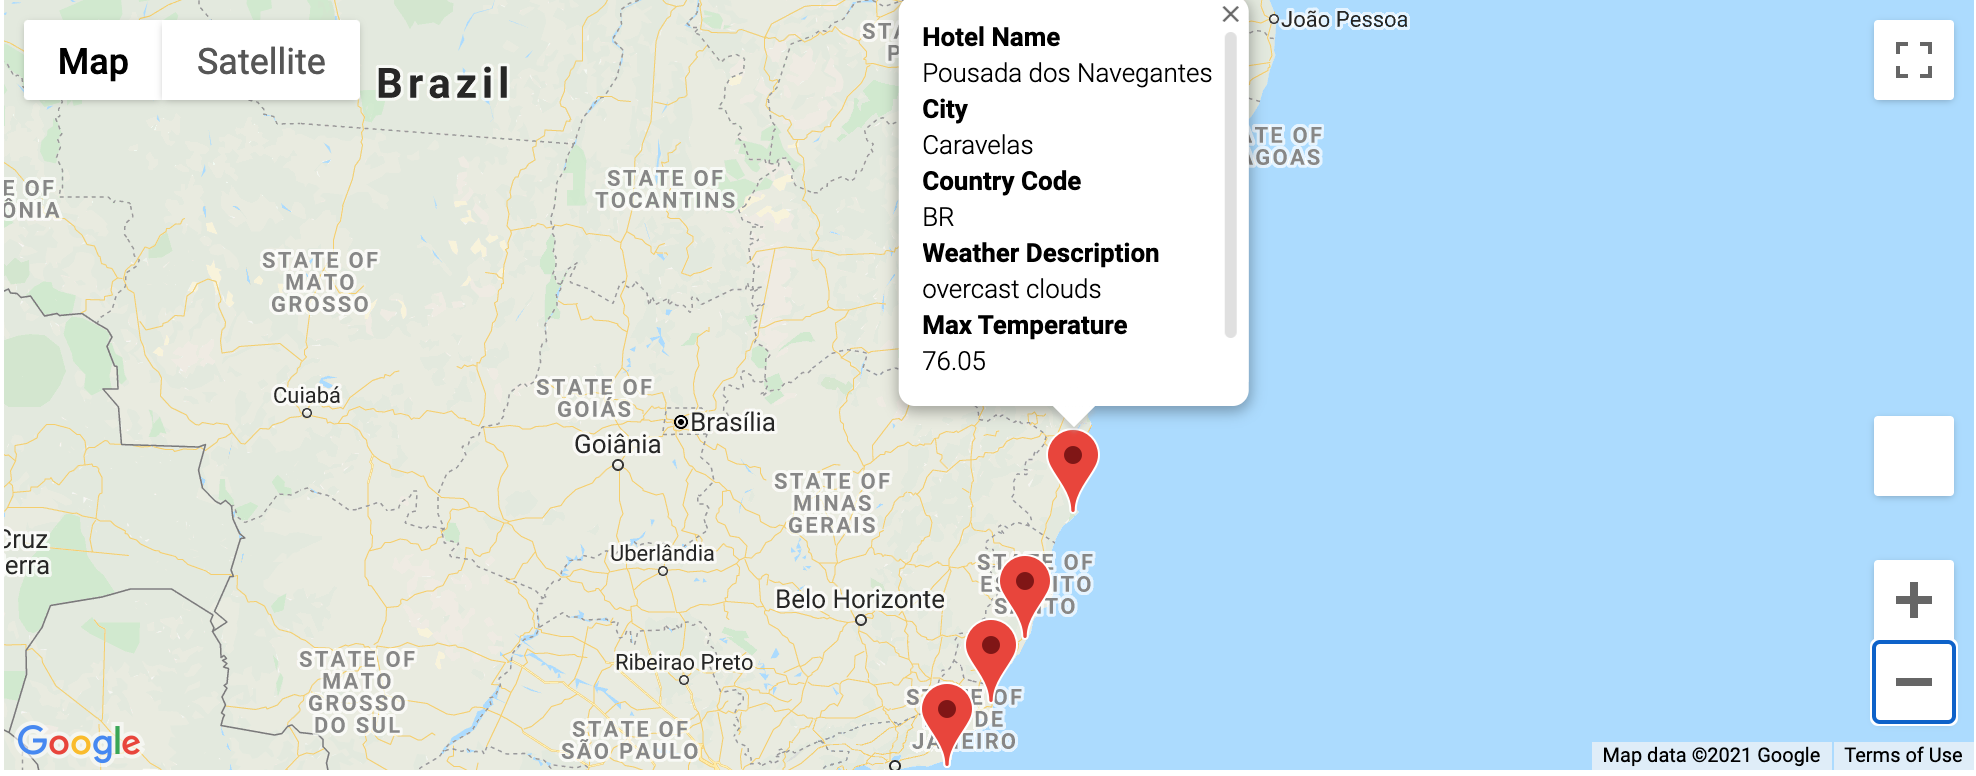 Map
Satellite
Brazil
Hotel Name
Pousada dos Navegantes
City
Caravelas
Country Code
BR
Weather Description
overcast clouds
Max Temperature
76.05
João Pessoa
STATE OF
TOCANTINS
STATE OF
MATO
GROSSO
Cuiabá
STATE OF
GOIÁS
Brasília
Goiânia
STATE OF
MINAS
GERAIS
Uberlândia
Belo Horizonte
Ribeirao Preto
STATE OF
MATO
GROSSO
DO SUL
STATE OF
SÃO PAULO
Google
Map data ©2021 Google
Terms of Use